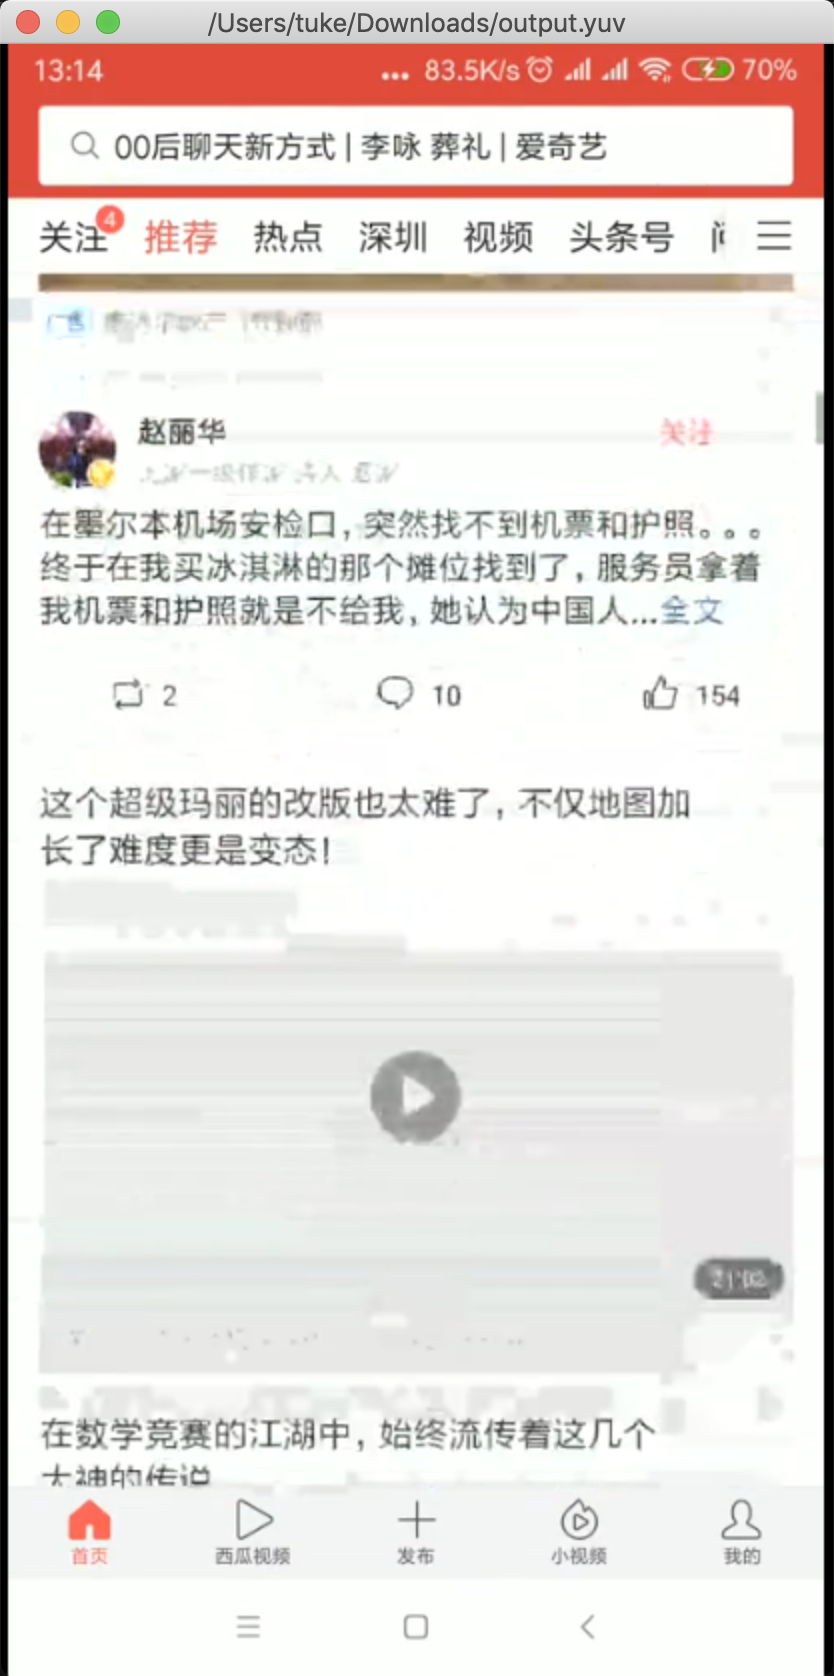 /Users/tuke/Downloads/output.yuv
13:14 ... 83.5K/s 70%
00后聊天新方式 | 李咏 葬礼 | 爱奇艺
关注 4 推荐 热点 深圳 视频 头条号
广告
赵丽华 关注
在墨尔本机场安检口，突然找不到机票和护照。。。
终于在我买冰淇淋的那个摊位找到了，服务员拿着
我机票和护照就是不给我，她认为中国人...全文
2 10 154
这个超级玛丽的改版也太难了，不仅地图加
长了难度更是变态！
21:02
在数学竞赛的江湖中，始终流传着这几个
大神的传说
首页 西瓜视频 发布 小视频 我的